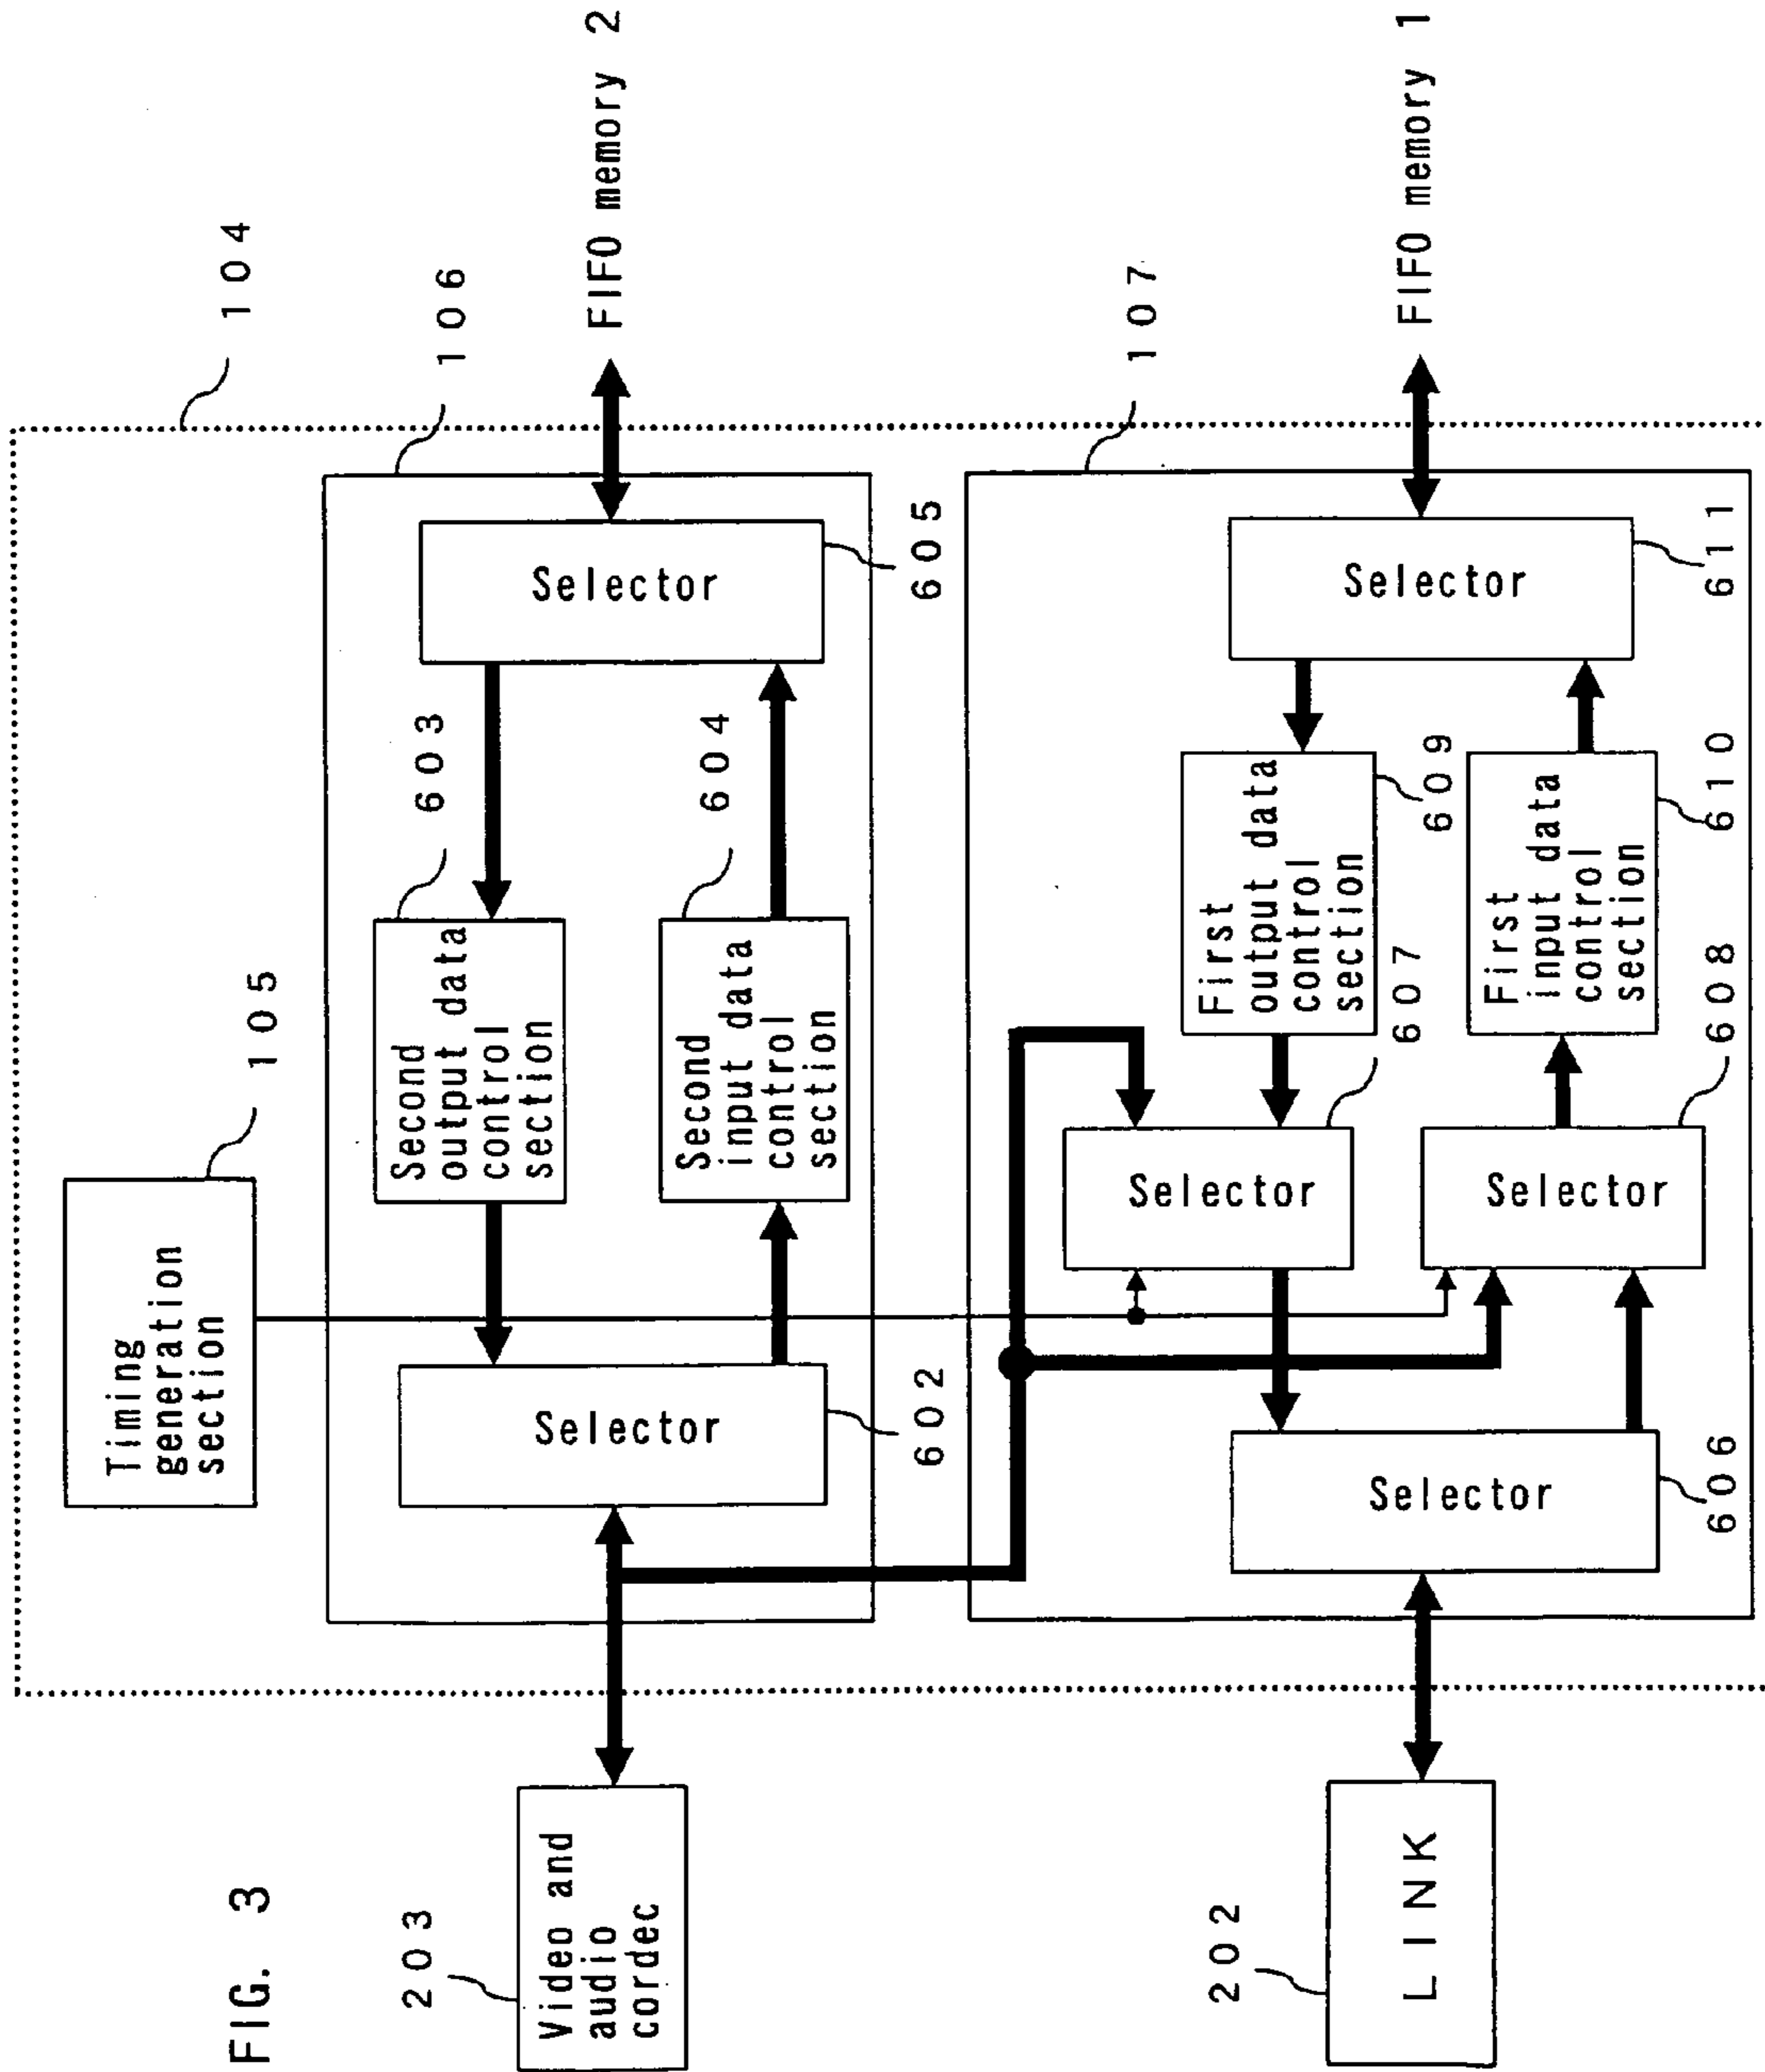 FIG. 3
104
105
Timing
generation
section
106
603
Second
output data
control
section
604
Second
input data
control
section
203
Video and
audio
cordec
Selector
602
Selector
605
FIFO memory 2
107
First
output data
control
section
609
Selector
607
202
LINK
Selector
606
Selector
608
First
input data
control
section
610
Selector
611
FIFO memory 1